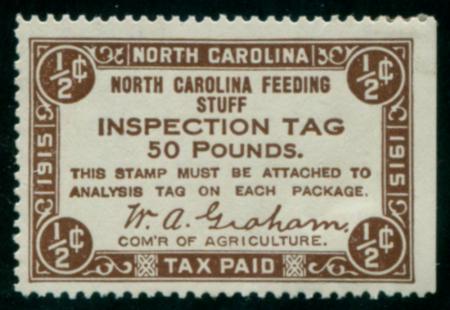 ½¢ NORTH CAROLINA ½¢
NORTH CAROLINA FEEDING
STUFF
INSPECTION TAG
50 POUNDS.
1915
1915
THIS STAMP MUST BE ATTACHED TO
ANALYSIS TAG ON EACH PACKAGE.
W. A. Graham,
COM'R OF AGRICULTURE.
½¢ TAX PAID ½¢